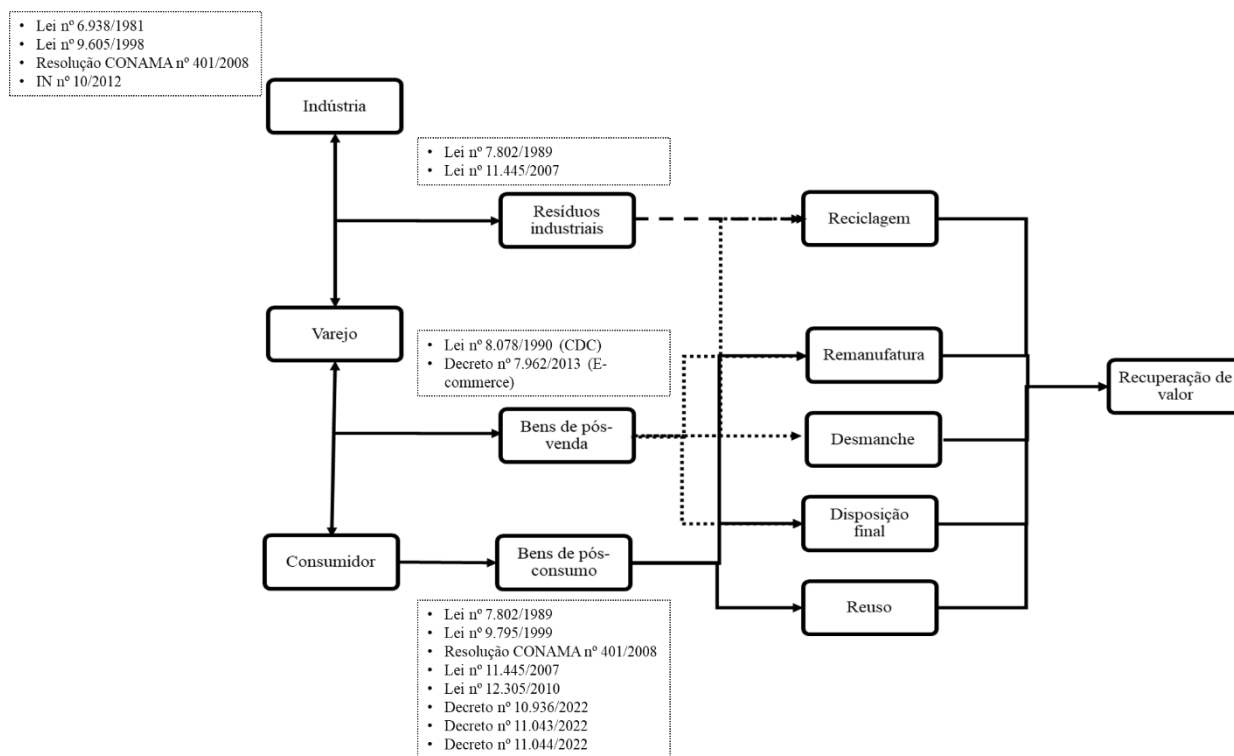 • Lei nº 6.938/1981
• Lei nº 9.605/1998
• Resolução CONAMA nº 401/2008
• IN nº 10/2012
Indústria
• Lei nº 7.802/1989
• Lei nº 11.445/2007
Resíduos
industriais
Reciclagem
Varejo
• Lei nº 8.078/1990 (CDC)
• Decreto nº 7.962/2013 (E-
commerce)
Remanufatura
Recuperação de
valor
Bens de pós-
venda
Desmanche
Disposição
final
Consumidor
Bens de pós-
consumo
Reuso
• Lei nº 7.802/1989
• Lei nº 9.795/1999
• Resolução CONAMA nº 401/2008
• Lei nº 11.445/2007
• Lei nº 12.305/2010
• Decreto nº 10.936/2022
• Decreto nº 11.043/2022
• Decreto nº 11.044/2022